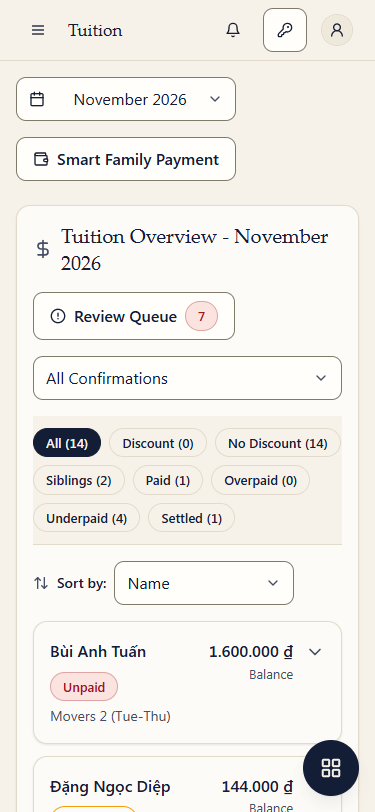 Tuition
November 2026
Smart Family Payment
Tuition Overview - November
2026
Review Queue 7
All Confirmations
All (14) Discount (0) No Discount (14)
Siblings (2) Paid (1) Overpaid (0)
Underpaid (4) Settled (1)
Sort by: Name
Bùi Anh Tuấn 1.600.000 ₫
Balance
Unpaid
Movers 2 (Tue-Thu)
Đặng Ngọc Diệp 144.000 ₫
Balance